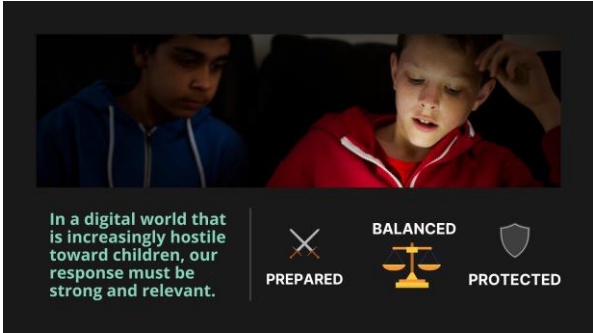 In a digital world that
is increasingly hostile
toward children, our
response must be
strong and relevant.
PREPARED
BALANCED
PROTECTED